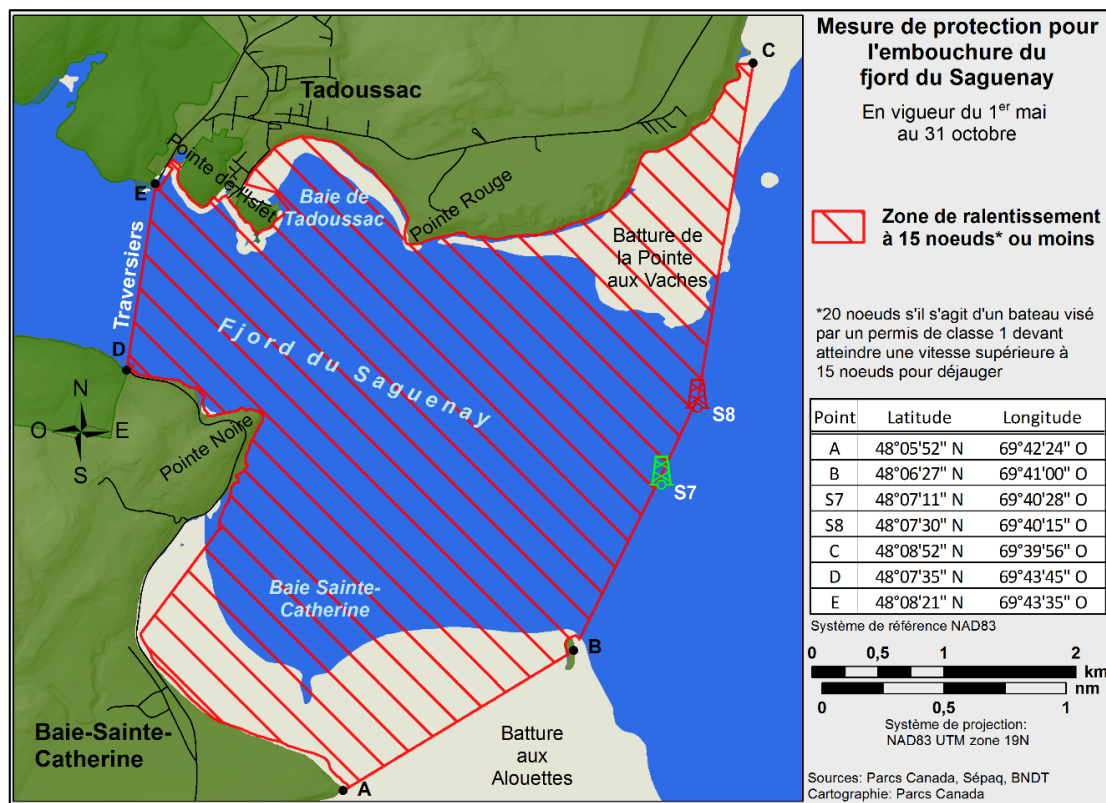 Mesure de protection pour
l'embouchure du
fjord du Saguenay
En vigueur du 1er mai
au 31 octobre
Zone de ralentissement
à 15 noeuds* ou moins
*20 noeuds s'il s'agit d'un bateau visé
par un permis de classe 1 devant
atteindre une vitesse supérieure à
15 noeuds pour déjauger
Point Latitude Longitude
A 48°05'52" N 69°42'24" O
B 48°06'27" N 69°41'00" O
S7 48°07'11" N 69°40'28" O
S8 48°07'30" N 69°40'15" O
C 48°08'52" N 69°39'56" O
D 48°07'35" N 69°43'45" O
E 48°08'21" N 69°43'35" O
Système de référence NAD83
0 0,5 1 2
km
nm
0 0,5 1
Système de projection:
NAD83 UTM zone 19N
Sources: Parcs Canada, Sépaq, BNDT
Cartographie: Parcs Canada
C
Tadoussac
Pointe de l'Islet
E
Baie de
Tadoussac
Pointe Rouge
Batture de
la Pointe
aux Vaches
Traversiers
Fjord du Saguenay
D
N
O E
S
Pointe Noire
S8
S7
Baie Sainte-
Catherine
B
Baie-Sainte-
Catherine
Batture
aux
Alouettes
A